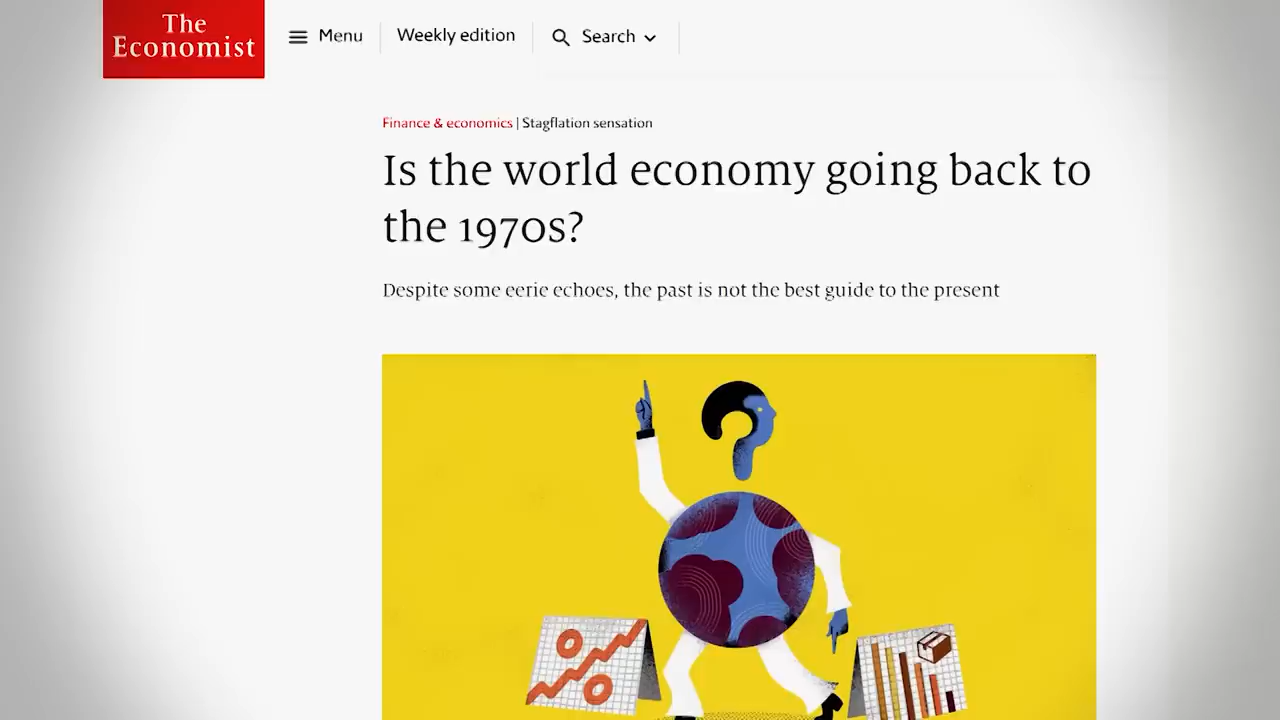 The
Economist
Menu
Weekly edition
Search
Finance & economics | Stagflation sensation
Is the world economy going back to
the 1970s?
Despite some eerie echoes, the past is not the best guide to the present